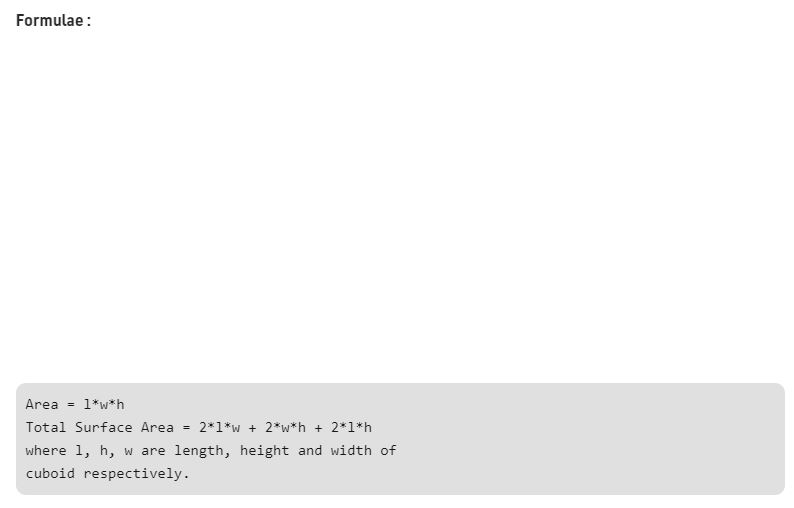 Formulae :
Area = l*w*h
Total Surface Area = 2*l*w + 2*w*h + 2*l*h
where l, h, w are length, height and width of
cuboid respectively.